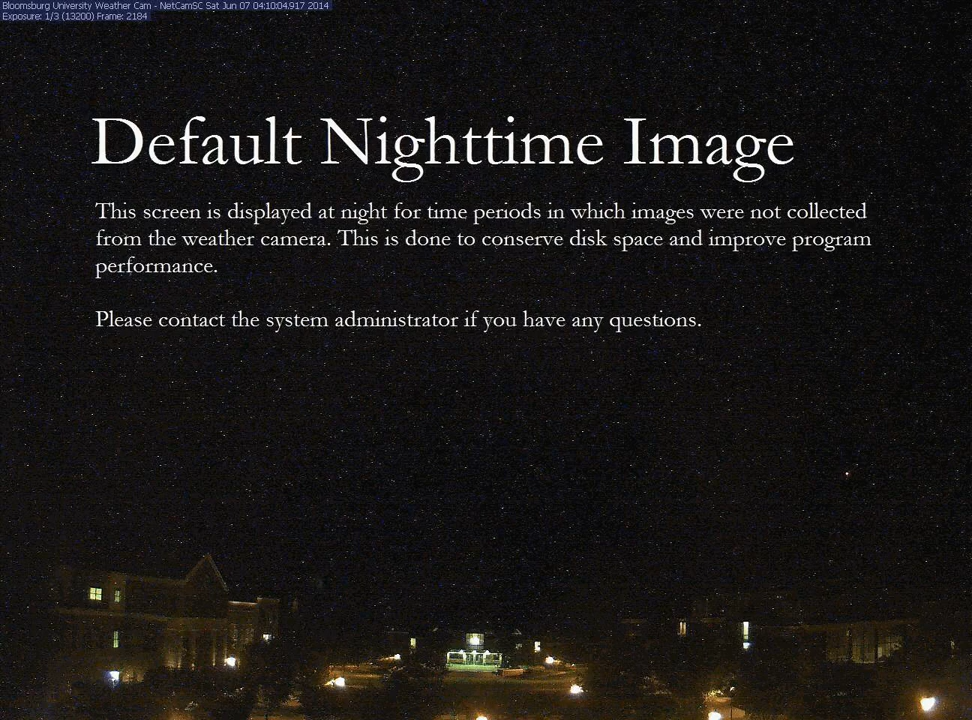 Bloomsburg University Weather Cam - NetCamSC Sat Jun 07 04:10:04.917 2014
Exposure: 1/3 (13200) Frame: 2184
Default Nighttime Image
This screen is displayed at night for time periods in which images were not collected
from the weather camera. This is done to conserve disk space and improve program
performance.
Please contact the system administrator if you have any questions.